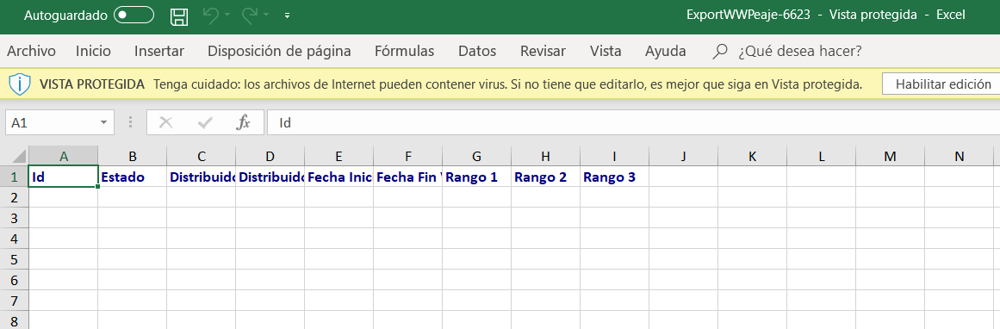 Autoguardado ExportWWPeaje-6623 - Vista protegida - Excel
Archivo Inicio Insertar Disposición de página Fórmulas Datos Revisar Vista Ayuda ¿Qué desea hacer?
VISTA PROTEGIDA Tenga cuidado: los archivos de Internet pueden contener virus. Si no tiene que editarlo, es mejor que siga en Vista protegida. Habilitar edición
A1 fx Id
A B C D E F G H I J K L M N
1 Id Estado Distribuido Distribuido Fecha Inic Fecha Fin V Rango 1 Rango 2 Rango 3
2
3
4
5
6
7
8